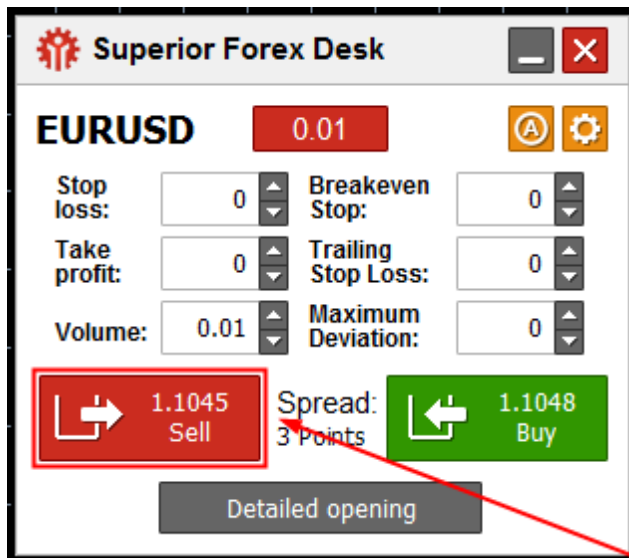 Superior Forex Desk
EURUSD 0.01 A
Stop loss: 0 Breakeven Stop: 0
Take profit: 0 Trailing Stop Loss: 0
Volume: 0.01 Maximum Deviation: 0
1.1045 Sell
Spread: 3 Points
1.1048 Buy
Detailed opening